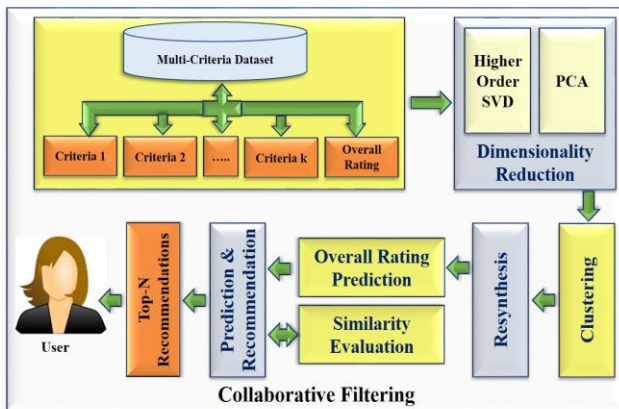 Multi-Criteria Dataset
Criteria 1
Criteria 2
.....
Criteria k
Overall
Rating
Higher
Order
SVD
PCA
Dimensionality
Reduction
Clustering
Resynthesis
Overall Rating
Prediction
Similarity
Evaluation
Prediction &
Recommendation
Top-N
Recommendations
User
Collaborative Filtering